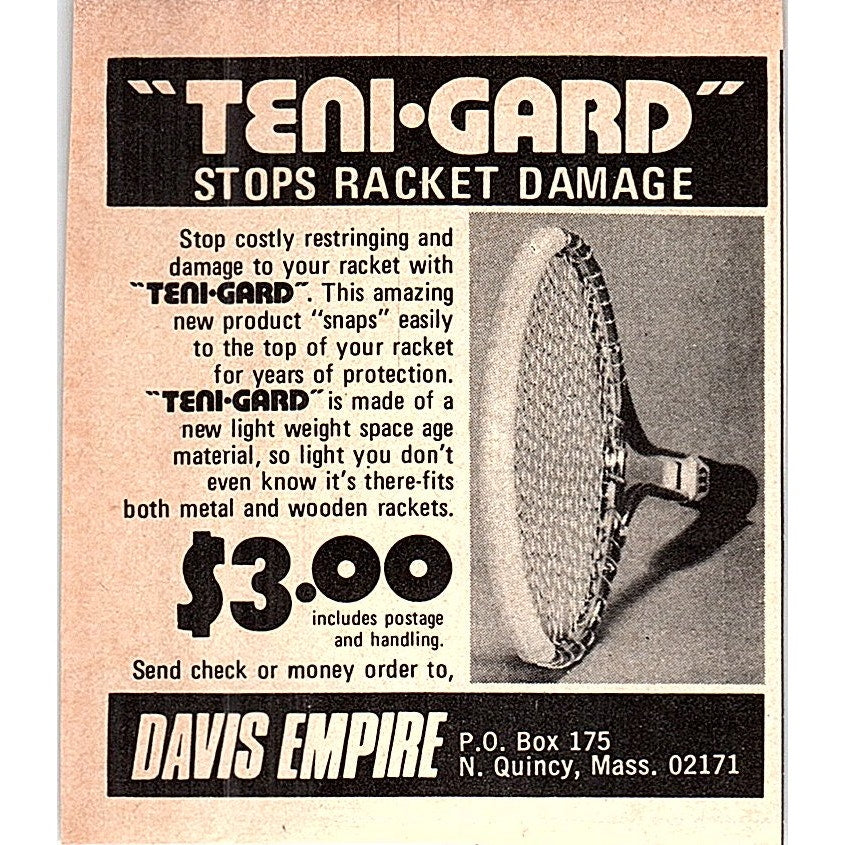 "TENI•GARD"
STOPS RACKET DAMAGE
Stop costly restringing and
damage to your racket with
"TENI•GARD". This amazing
new product "snaps" easily
to the top of your racket
for years of protection.
"TENI•GARD" is made of a
new light weight space age
material, so light you don't
even know it's there-fits
both metal and wooden rackets.
$3.00
includes postage
and handling.
Send check or money order to,
DAVIS EMPIRE
P.O. Box 175
N. Quincy, Mass. 02171